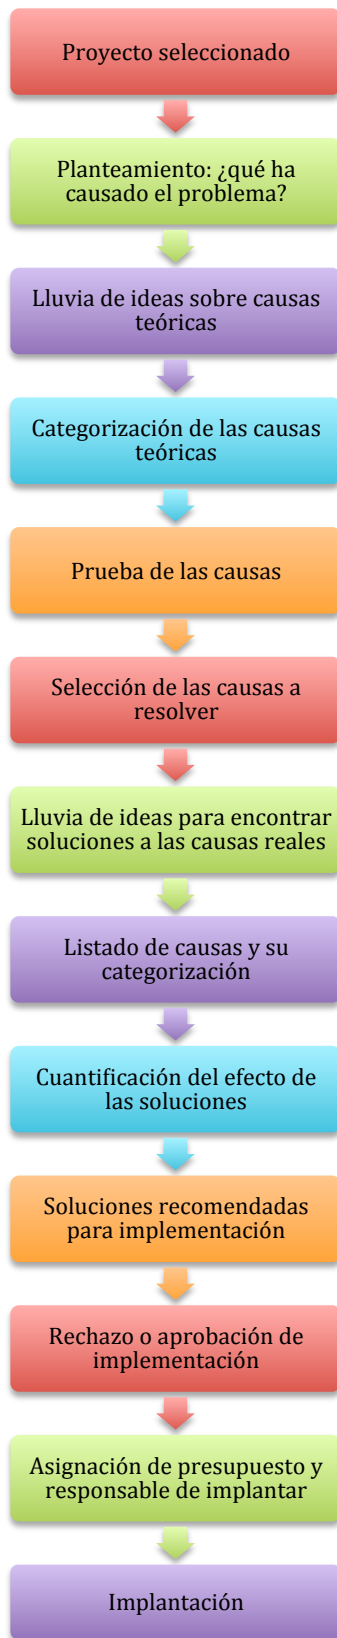 Proyecto seleccionado
Planteamiento: ¿qué ha
causado el problema?
Lluvia de ideas sobre causas
teóricas
Categorización de las causas
teóricas
Prueba de las causas
Selección de las causas a
resolver
Lluvia de ideas para encontrar
soluciones a las causas reales
Listado de causas y su
categorización
Cuantificación del efecto de
las soluciones
Soluciones recomendadas
para implementación
Rechazo o aprobación de
implementación
Asignación de presupuesto y
responsable de implantar
Implantación